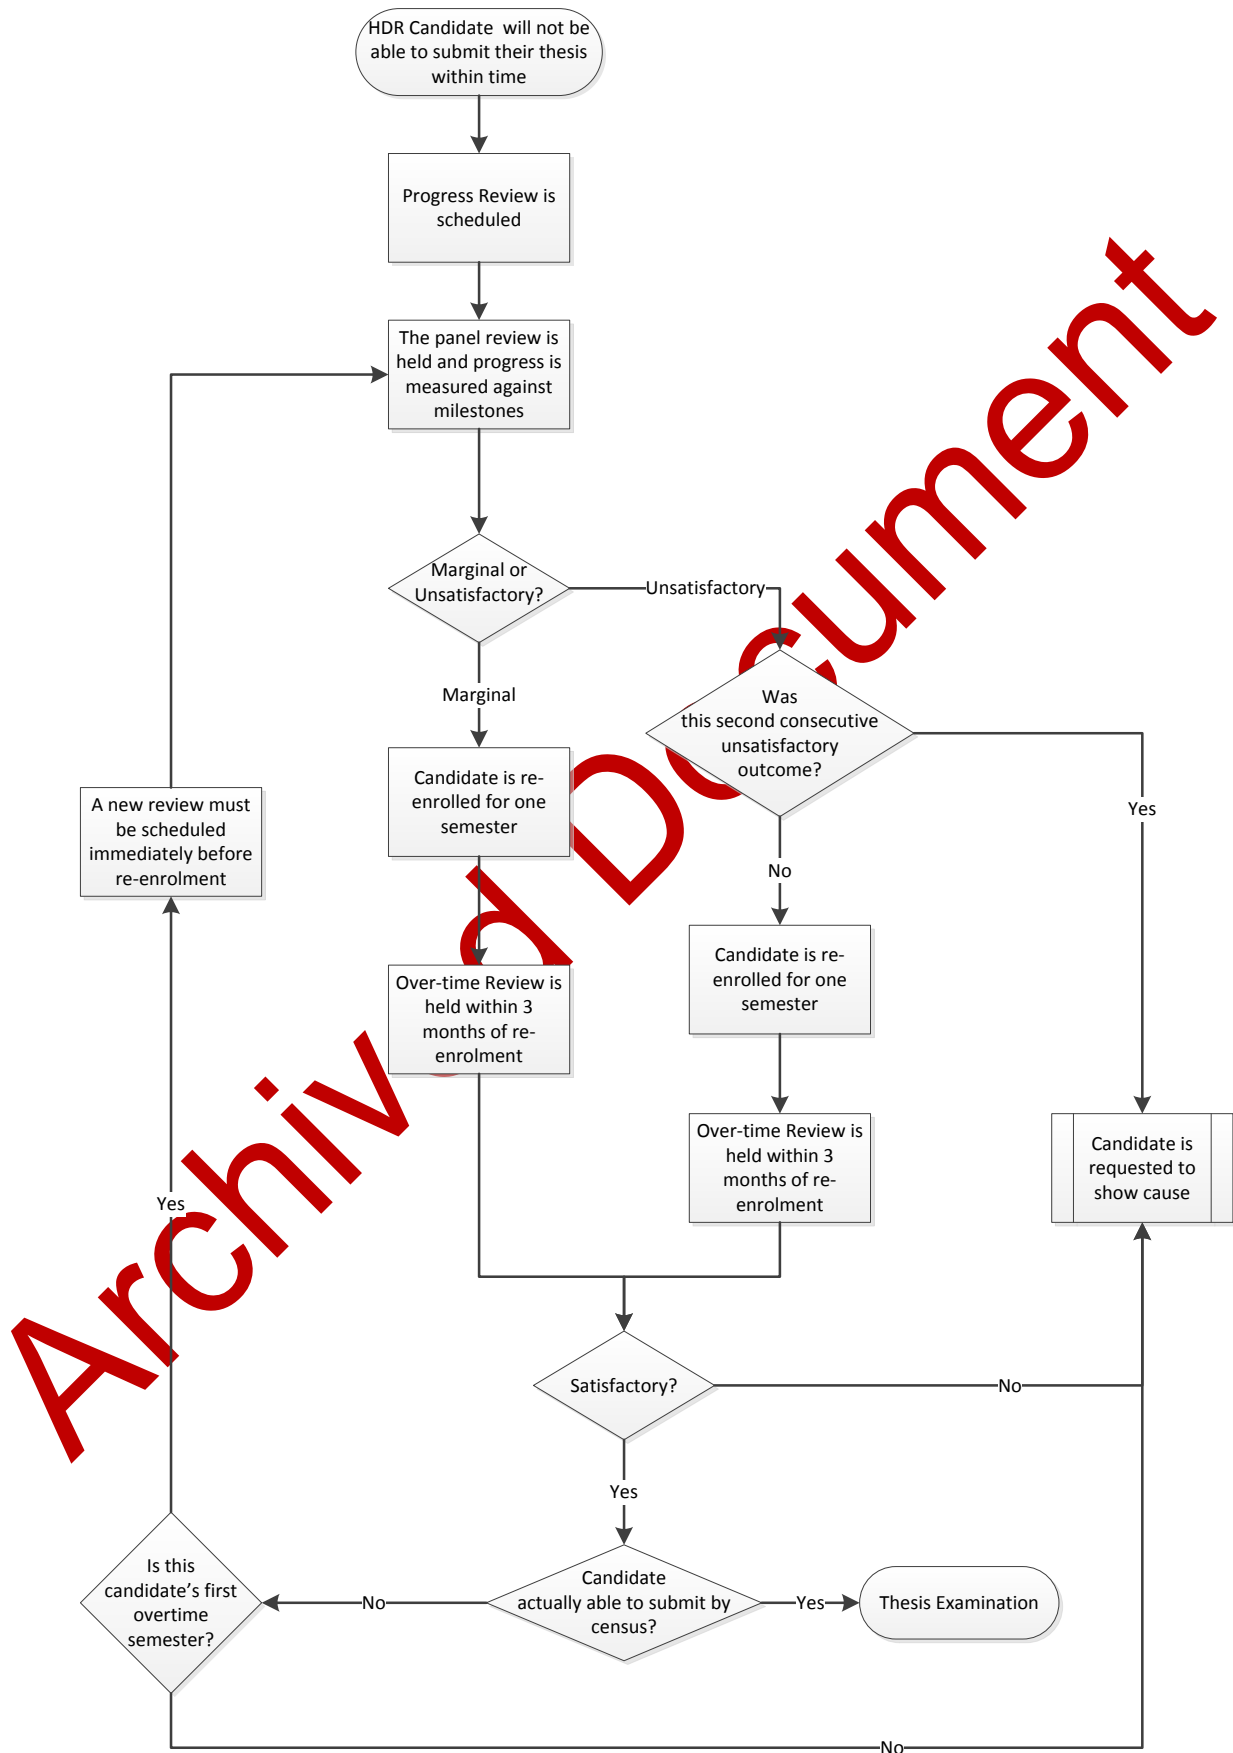 HDR Candidate will not be
able to submit their thesis
within time
Progress Review is
scheduled
The panel review is
held and progress is
measured against
milestones
Marginal or
Unsatisfactory?
Unsatisfactory
Marginal
Was
this second consecutive
unsatisfactory
outcome?
Yes
No
Candidate is re-
enrolled for one
semester
A new review must
be scheduled
immediately before
re-enrolment
Candidate is re-
enrolled for one
semester
Over-time Review is
held within 3
months of re-
enrolment
Over-time Review is
held within 3
months of re-
enrolment
Candidate is
requested to
show cause
Yes
Satisfactory?
No
Yes
Is this
candidate’s first
overtime
semester?
No
Candidate
actually able to submit by
census?
Yes
Thesis Examination
No
Archived Document